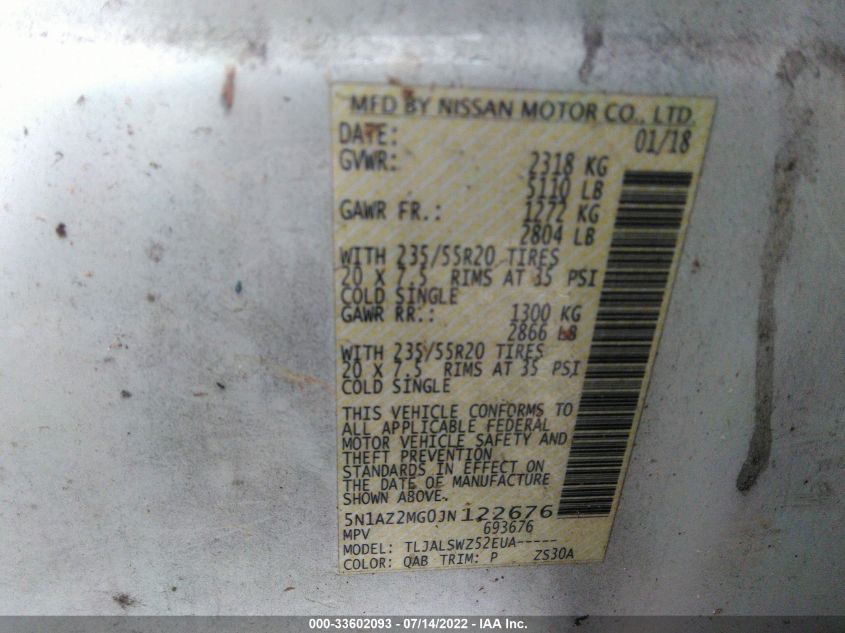 MFD BY NISSAN MOTOR CO., LTD.
DATE: 01/18
GVWR: 2318 KG
5110 LB
GAWR FR.: 1272 KG
2804 LB
WITH 235/55R20 TIRES
20 X 7.5 RIMS AT 35 PSI
COLD SINGLE
GAWR RR.: 1300 KG
2866 LB
WITH 235/55R20 TIRES
20 X 7.5 RIMS AT 35 PSI
COLD SINGLE
THIS VEHICLE CONFORMS TO
ALL APPLICABLE FEDERAL
MOTOR VEHICLE SAFETY AND
THEFT PREVENTION
STANDARDS IN EFFECT ON
THE DATE OF MANUFACTURE
SHOWN ABOVE.
5N1AZ2MG0JN122676
MPV 693676
MODEL: TLJALSWZ52EUA-----
COLOR: QAB TRIM: P ZS30A
000-33602093 - 07/14/2022 - IAA Inc.